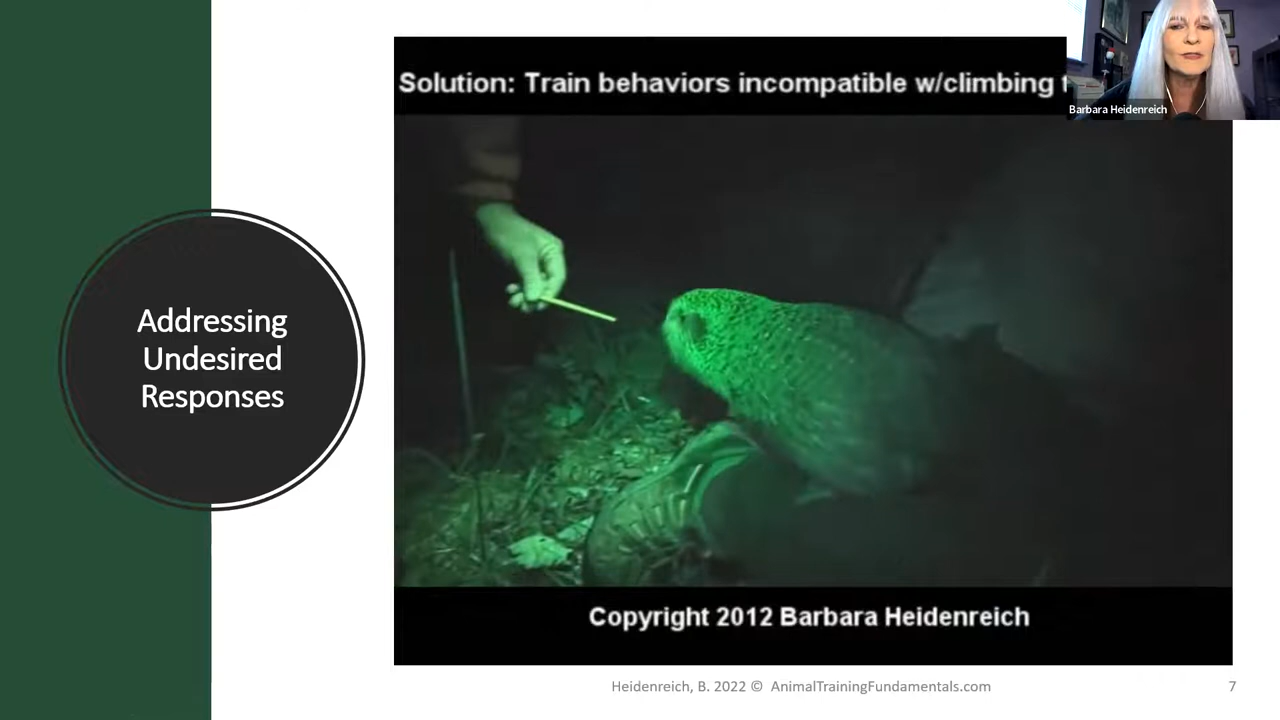 Solution: Train behaviors incompatible w/climbing
Barbara Heidenreich
Addressing
Undesired
Responses
Copyright 2012 Barbara Heidenreich
Heidenreich, B. 2022 © AnimalTrainingFundamentals.com
7